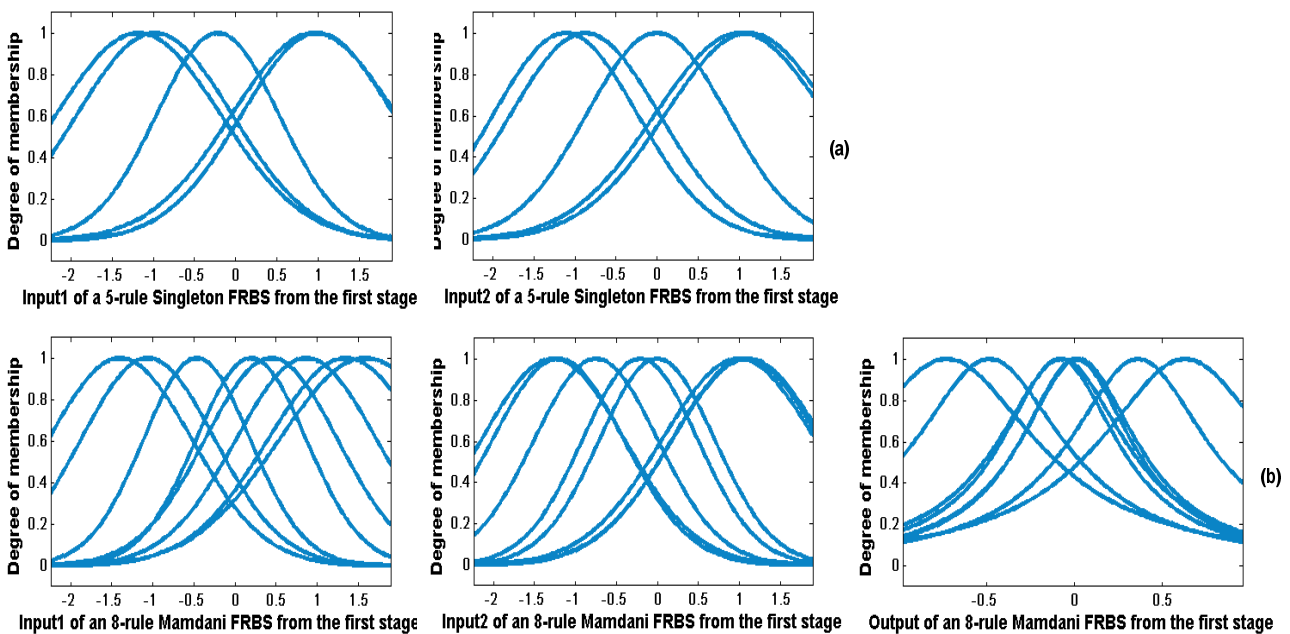 Degree of membership
1
0.8
0.6
0.4
0.2
0
-2 -1.5 -1 -0.5 0 0.5 1 1.5
Input1 of a 5-rule Singleton FRBS from the first stage
Degree of membership
1
0.8
0.6
0.4
0.2
0
-2 -1.5 -1 -0.5 0 0.5 1 1.5
Input2 of a 5-rule Singleton FRBS from the first stage
(a)
Degree of membership
1
0.8
0.6
0.4
0.2
0
-2 -1.5 -1 -0.5 0 0.5 1 1.5
Input1 of an 8-rule Mamdani FRBS from the first stage
Degree of membership
1
0.8
0.6
0.4
0.2
0
-2 -1.5 -1 -0.5 0 0.5 1 1.5
Input2 of an 8-rule Mamdani FRBS from the first stage
Degree of membership
1
0.8
0.6
0.4
0.2
0
-0.5 0 0.5
Output of an 8-rule Mamdani FRBS from the first stage
(b)